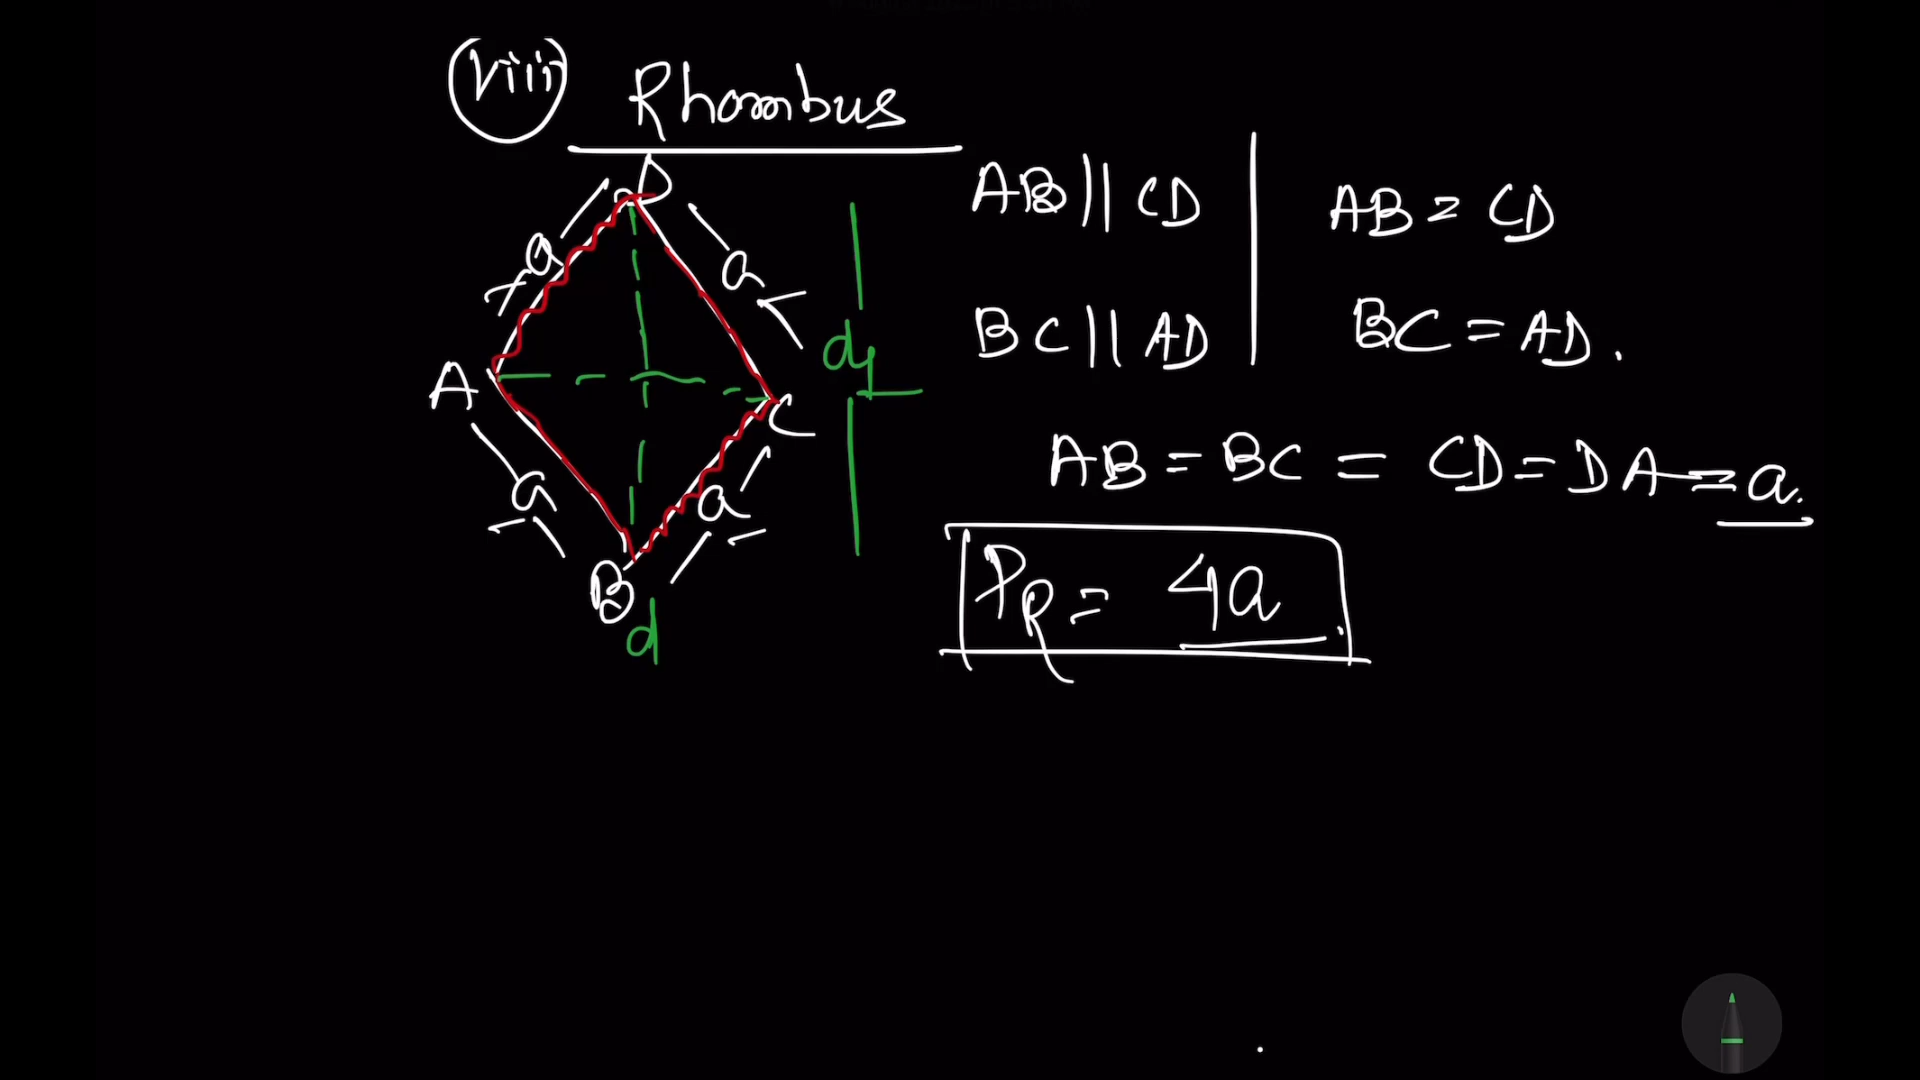 (viii) Rhombus
D
AB || CD
AB = CD
a
a
BC || AD
BC = AD.
d1
A
C
AB = BC = CD = DA = a.
a
a
PR = 4a.
B
d